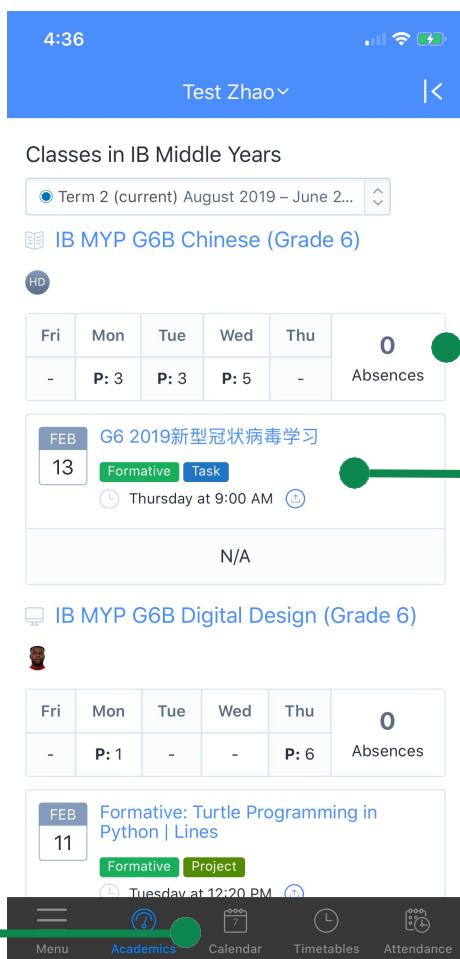 4:36
Test Zhao
Classes in IB Middle Years
Term 2 (current) August 2019 – June 2...
IB MYP G6B Chinese (Grade 6)
HD
Fri Mon Tue Wed Thu
0
Absences
- P: 3 P: 3 P: 5 -
FEB
13
G6 2019新型冠状病毒学习
Formative Task
Thursday at 9:00 AM
N/A
IB MYP G6B Digital Design (Grade 6)
Fri Mon Tue Wed Thu
0
Absences
- P: 1 - - P: 6
FEB
11
Formative: Turtle Programming in
Python | Lines
Formative Project
Tuesday at 12:20 PM
7
Menu Academics Calendar Timetables Attendance